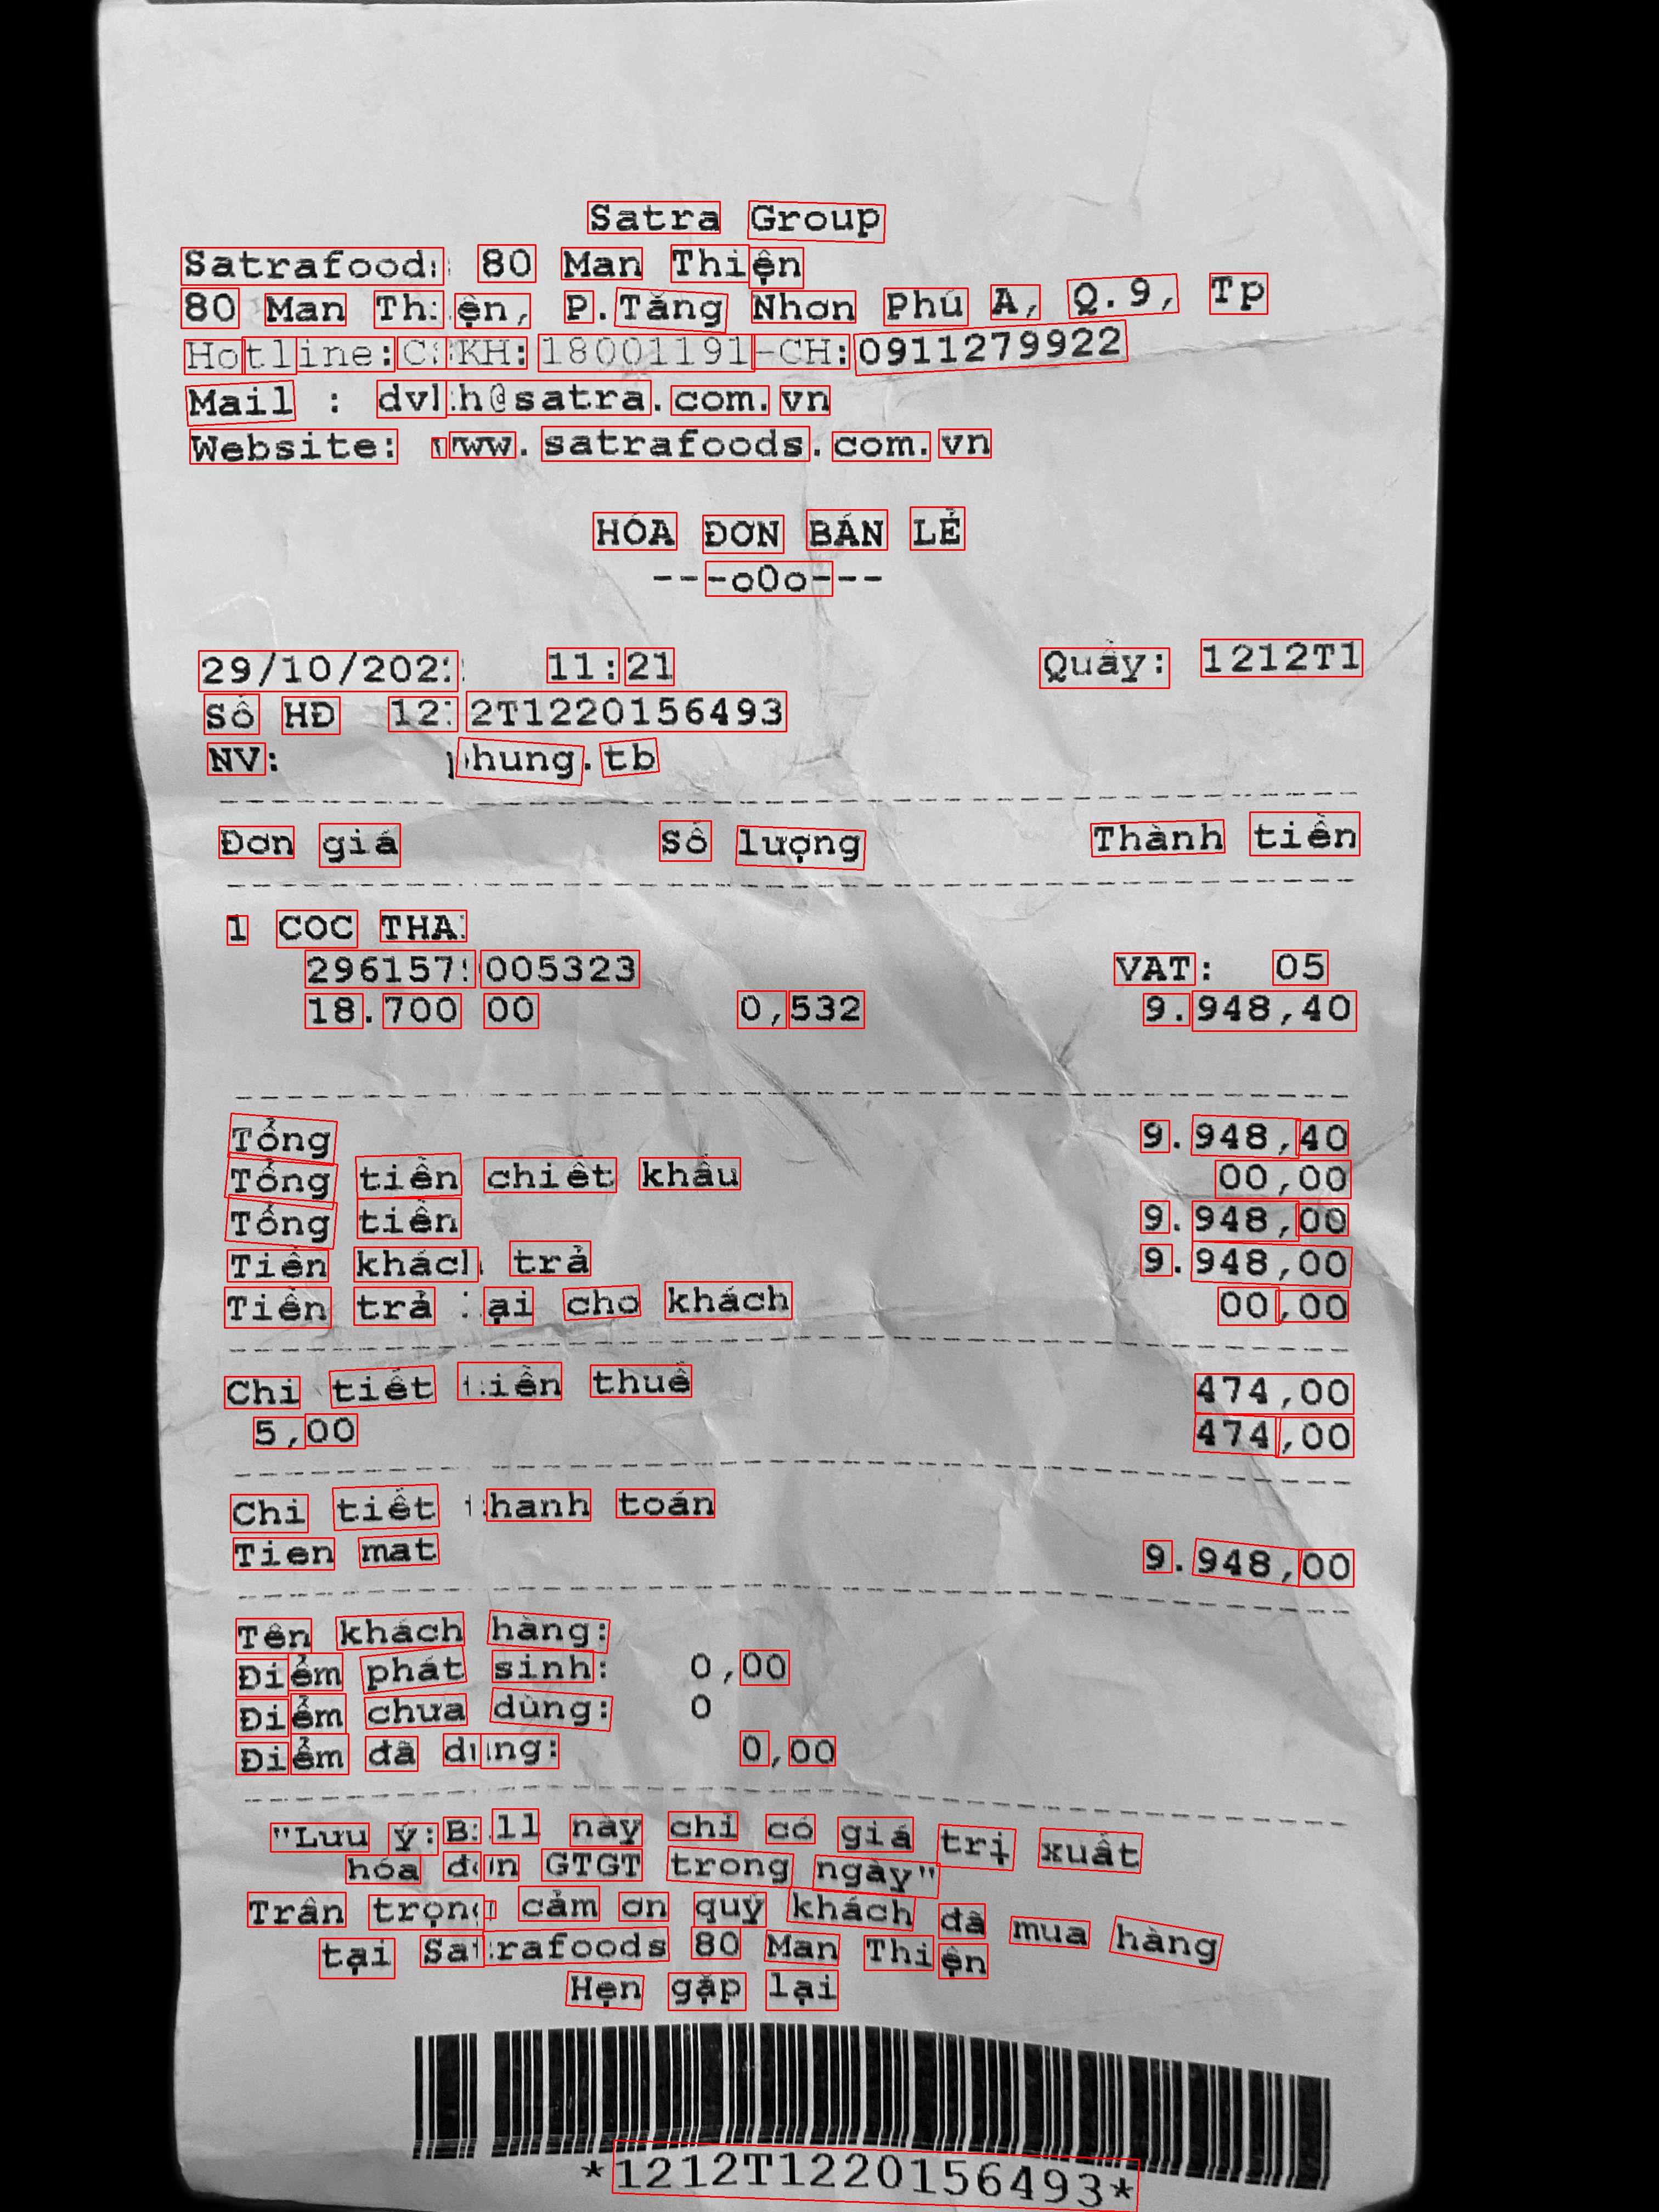 Satra Group
Satrafood: 80 Man Thiện
80 Man Thiện, P.Tăng Nhơn Phú A, Q.9, Tp
Hotline:CSKH:18001191-CH:0911279922
Mail : dvkh@satra.com.vn
Website: www.satrafoods.com.vn
HÓA ĐƠN BÁN LẺ
---oOo---
11:21 Quầy: 1212T1
Số HĐ 1212T1220156493
NV: phung.tb
Đơn giá Số lượng Thành tiền
1 COC THAI
2961579005323 VAT: 05
18.700 00 0,532 9.948,40
Tổng 9.948,40
Tổng tiền chiết khấu 00,00
Tổng tiền 9.948,00
Tiền khách trả 9.948,00
Tiền trả lại cho khách 00,00
Chi tiết tiền thuế 474,00
5,00 474,00
Chi tiết thanh toán
Tien mat 9.948,00
Tên khách hàng:
Điểm phát sinh: 0,00
Điểm chưa dùng: 0
Điểm đã dùng: 0,00
"Lưu ý:Bill này chỉ có giá trị xuất
hóa đơn GTGT trong ngày"
Trân trọng cảm ơn quý khách đã mua hàng
tại Satrafoods 80 Man Thiện
Hẹn gặp lại
*1212T1220156493*